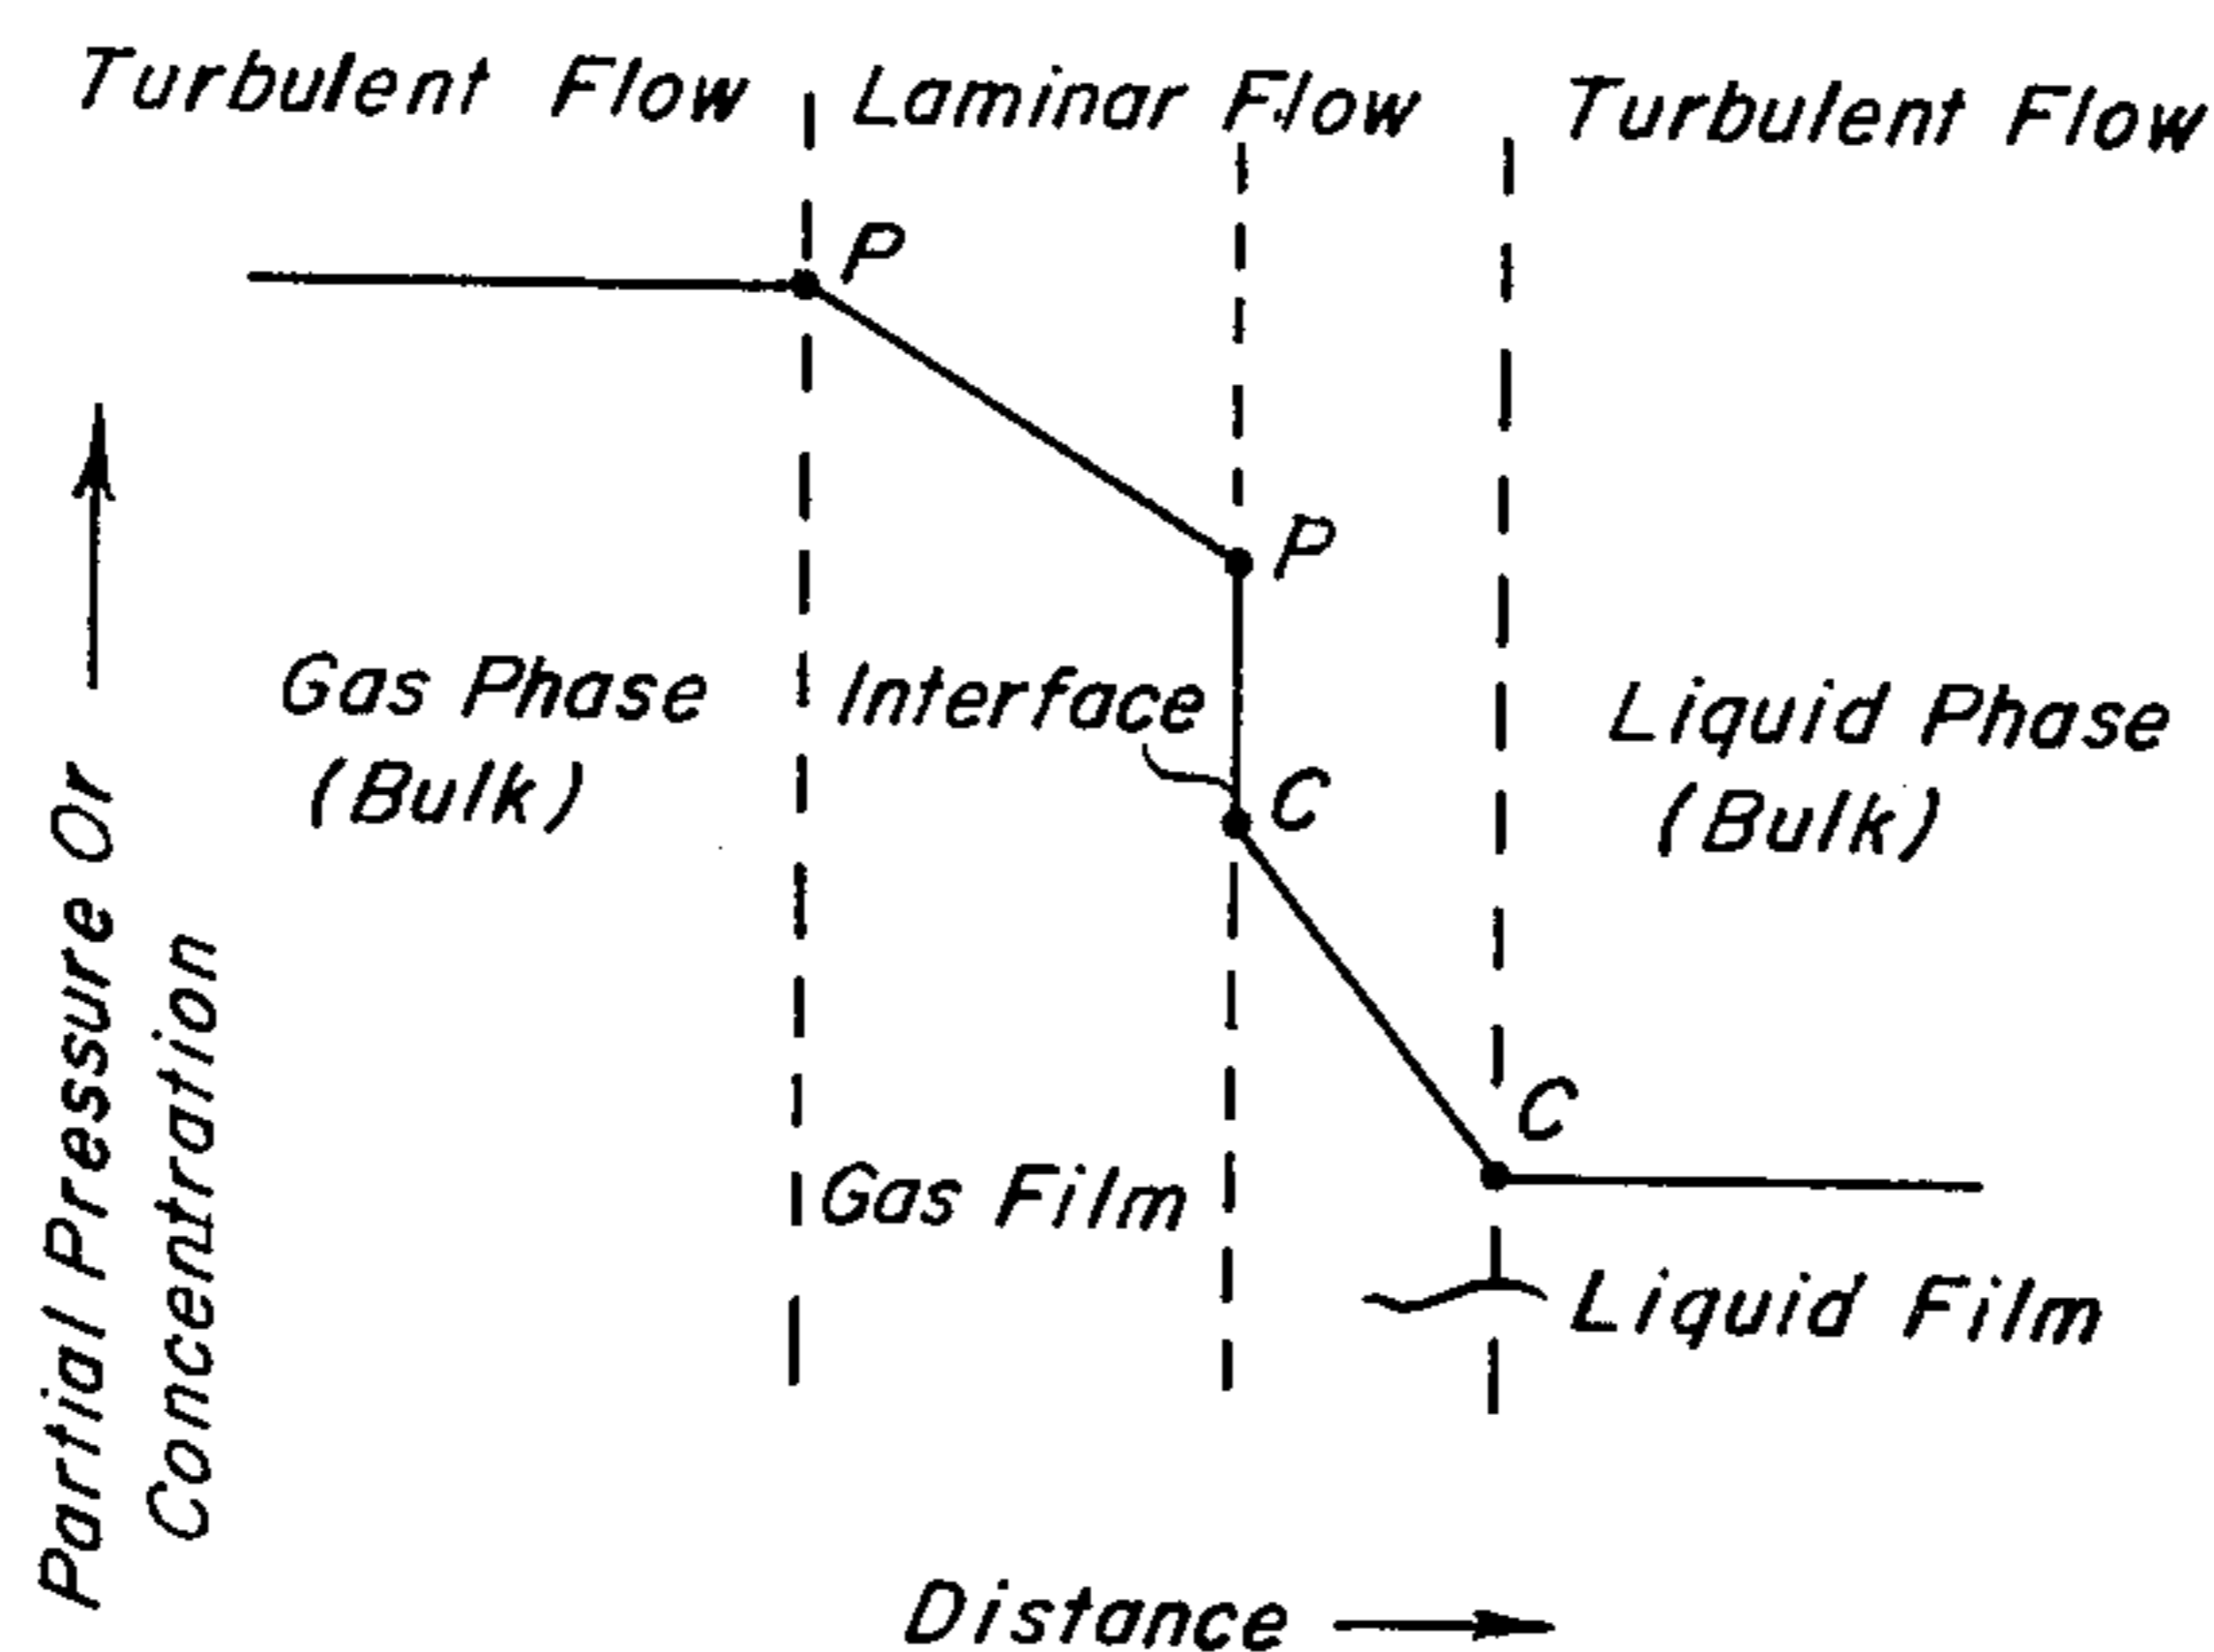 Turbulent Flow
Laminar Flow
Turbulent Flow
P
P
Gas Phase
(Bulk)
Interface
C
Liquid Phase
(Bulk)
C
Gas Film
Liquid Film
Partial Pressure Or
Concentration
Distance